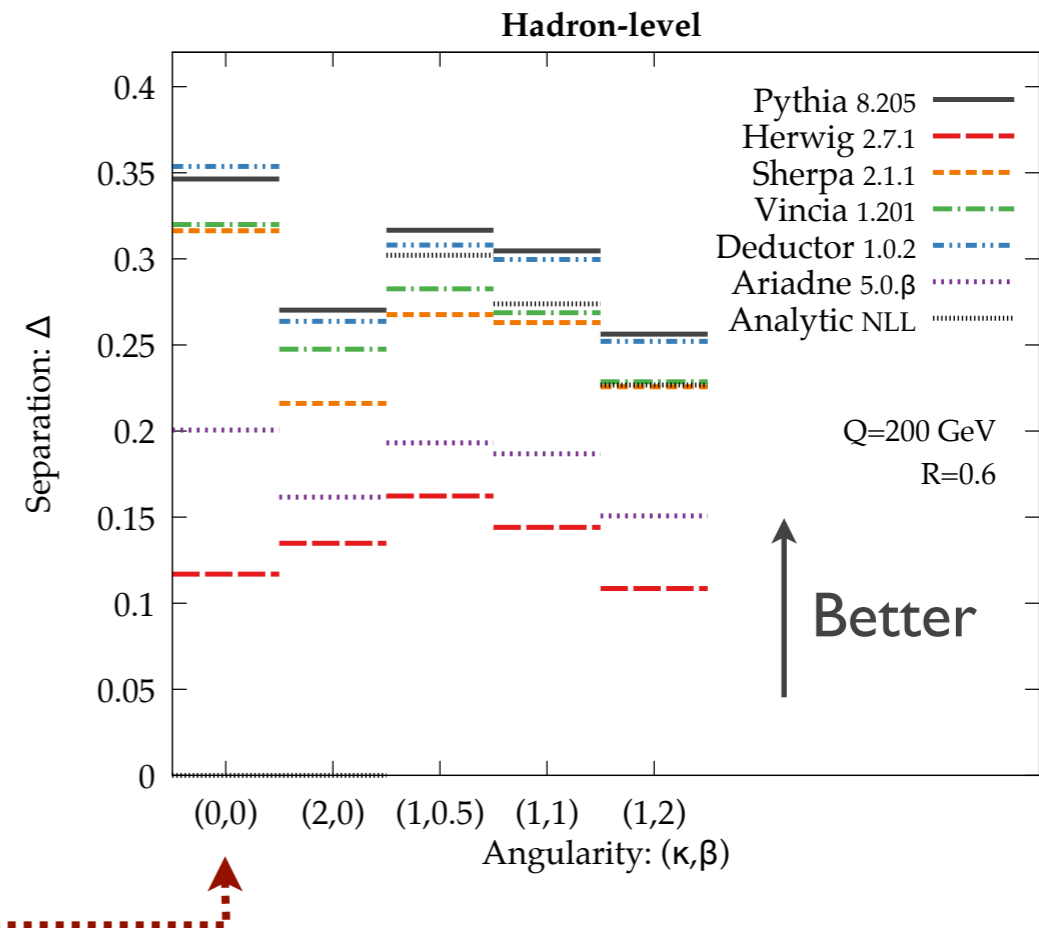 Hadron-level
0.4
0.35
0.3
0.25
0.2
0.15
0.1
0.05
0
Separation: Δ
Pythia 8.205
Herwig 2.7.1
Sherpa 2.1.1
Vincia 1.201
Deductor 1.0.2
Ariadne 5.0.β
Analytic NLL
Q=200 GeV
R=0.6
Better
(0,0) (2,0) (1,0.5) (1,1) (1,2)
Angularity: (κ,β)